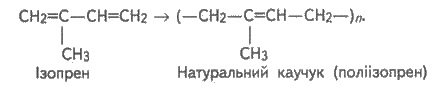 CH2=C—CH=CH2 → (—CH2—C=CH—CH2—)n.
| |
CH3 CH3
Ізопрен Натуральний каучук (поліізопрен)